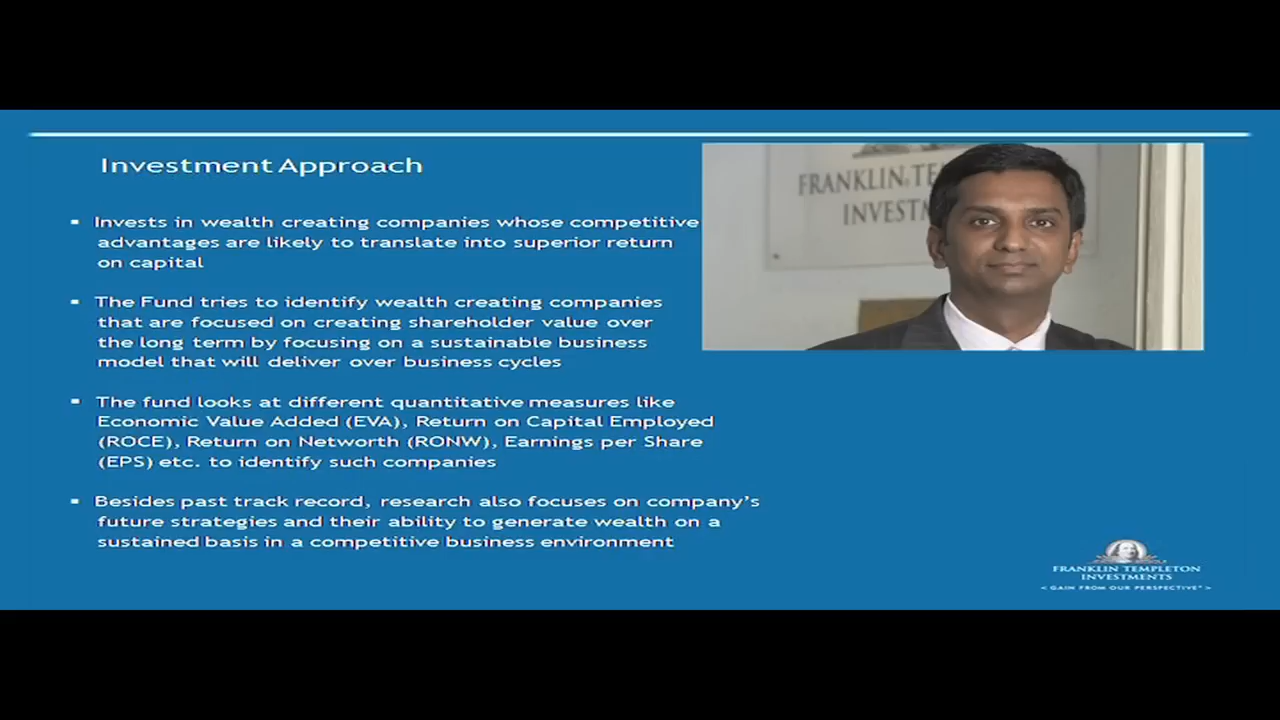 Investment Approach
▪ Invests in wealth creating companies whose competitive
advantages are likely to translate into superior return
on capital
▪ The Fund tries to identify wealth creating companies
that are focused on creating shareholder value over
the long term by focusing on a sustainable business
model that will deliver over business cycles
▪ The fund looks at different quantitative measures like
Economic Value Added (EVA), Return on Capital Employed
(ROCE), Return on Networth (RONW), Earnings per Share
(EPS) etc. to identify such companies
▪ Besides past track record, research also focuses on company's
future strategies and their ability to generate wealth on a
sustained basis in a competitive business environment
FRANKLIN TE
INVESTM
FRANKLIN TEMPLETON
INVESTMENTS
< GAIN FROM OUR PERSPECTIVE® >